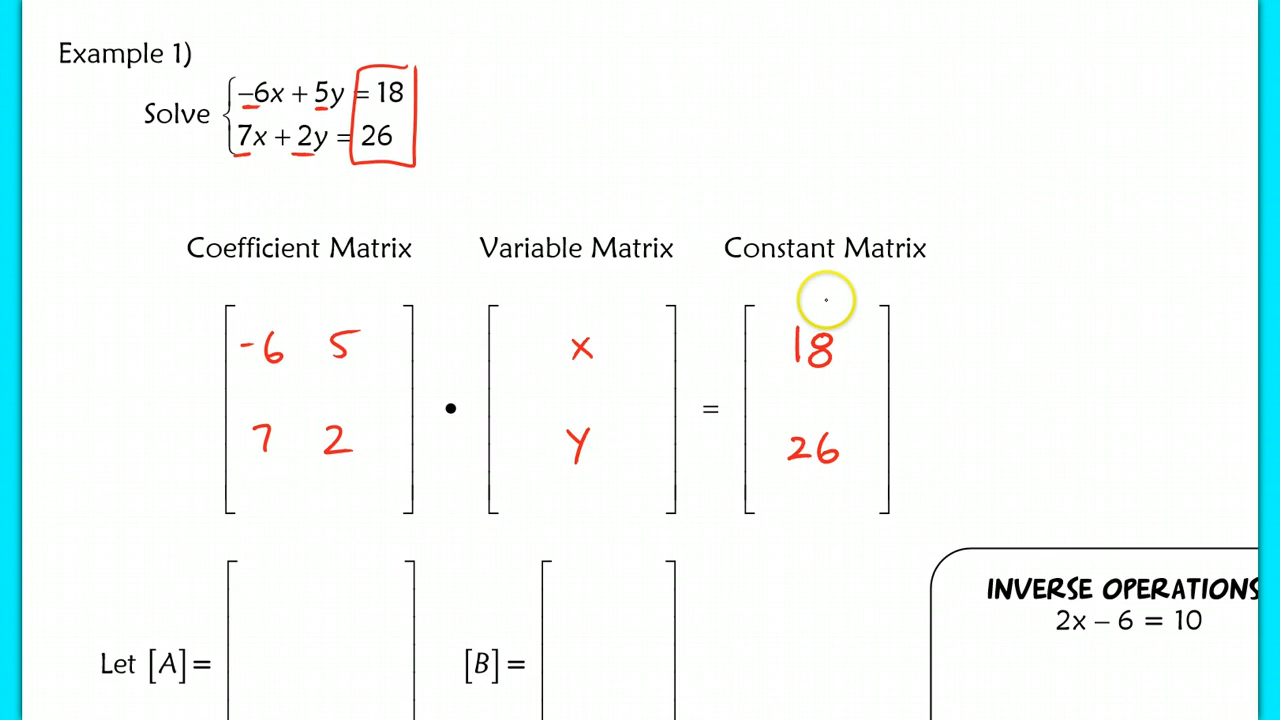 Example 1)
Solve { −6x + 5y = 18
7x + 2y = 26
Coefficient Matrix Variable Matrix Constant Matrix
[ -6 5 ] • [ x ] = [ 18 ]
[ 7 2 ] [ y ] [ 26 ]
Let [A] = [ ] [B] = [ ]
INVERSE OPERATIONS
2x – 6 = 10